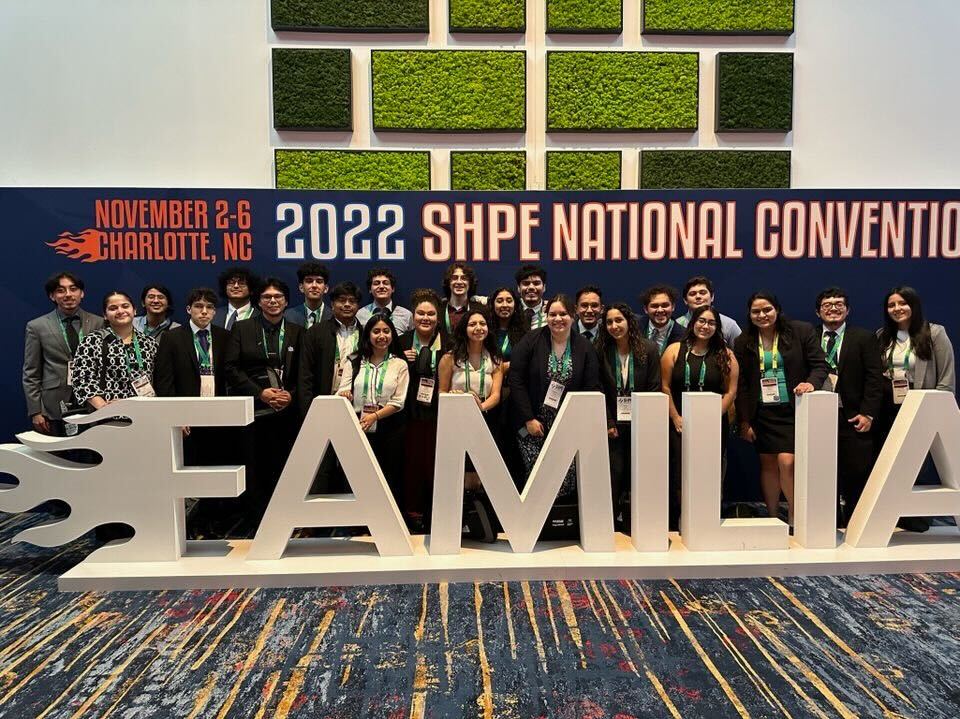 NOVEMBER 2-6
CHARLOTTE, NC
2022 SHPE NATIONAL CONVENTIO
FAMILIA